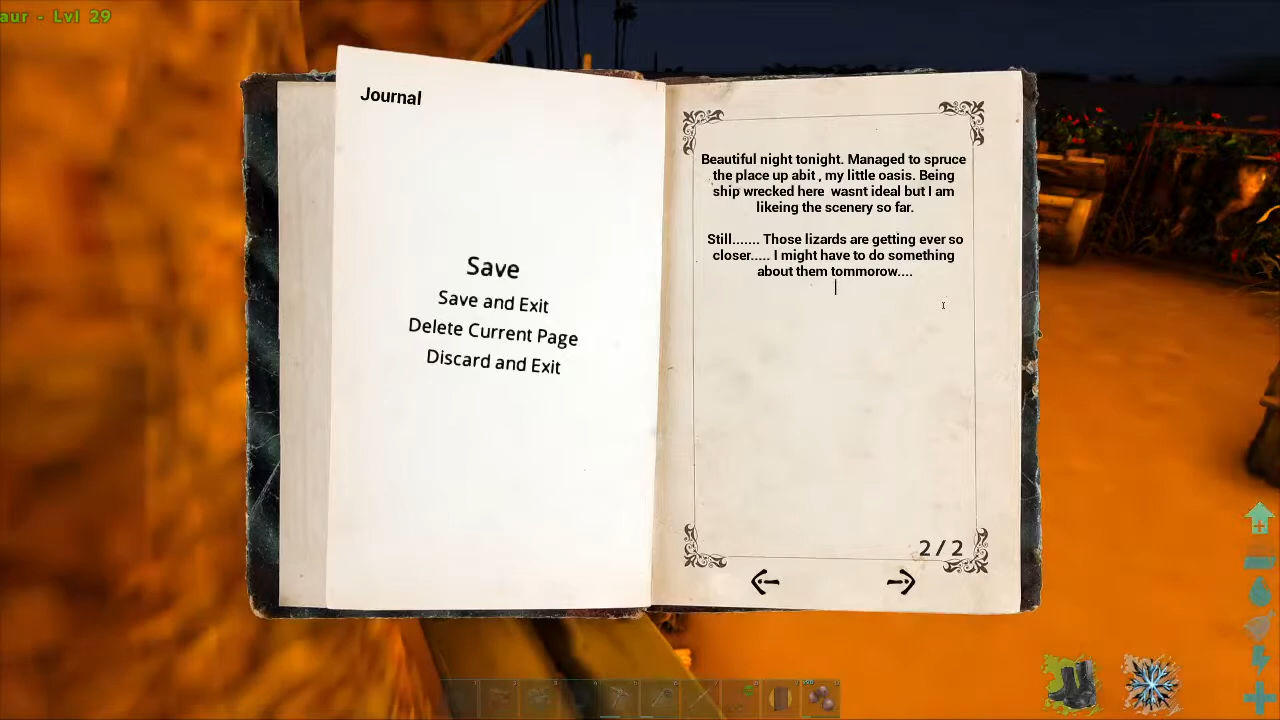 aur - Lvl 29
Journal
Save
Save and Exit
Delete Current Page
Discard and Exit
Beautiful night tonight. Managed to spruce
the place up abit , my little oasis. Being
ship wrecked here  wasnt ideal but I am
likeing the scenery so far.
Still....... Those lizards are getting ever so
closer..... I might have to do something
about them tommorow....
2 / 2